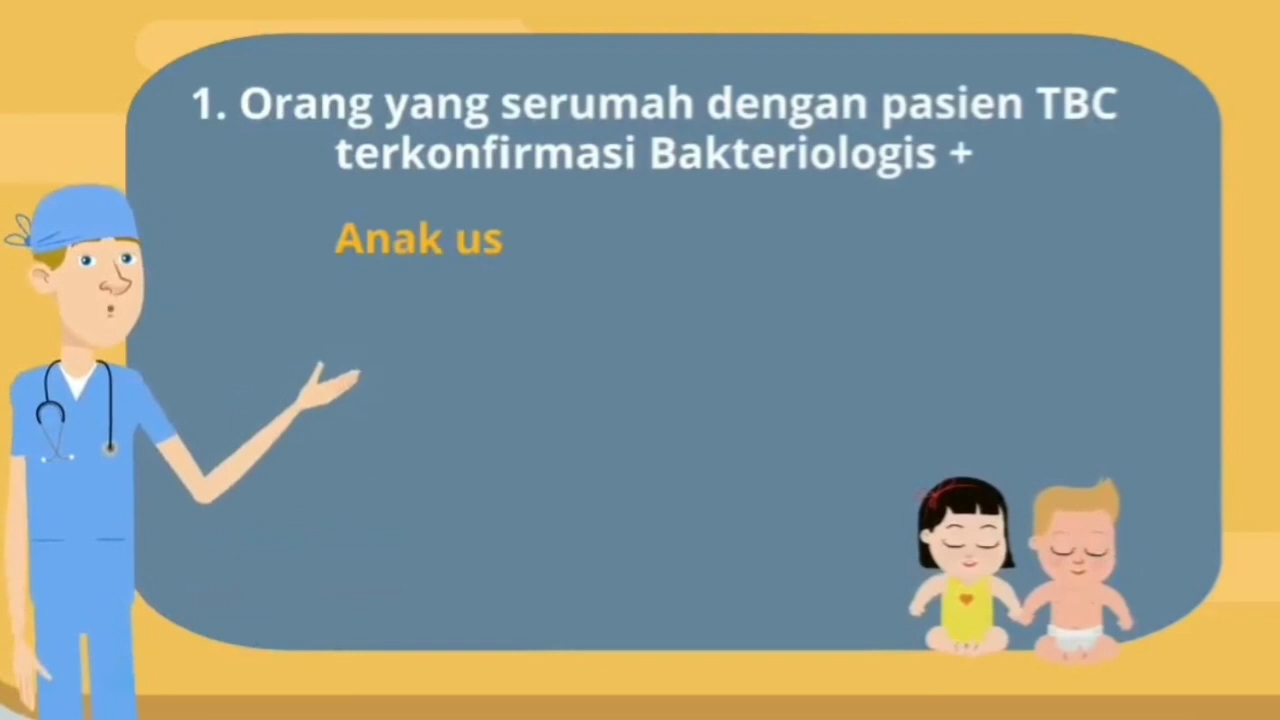 1. Orang yang serumah dengan pasien TBC
terkonfirmasi Bakteriologis +
Anak us